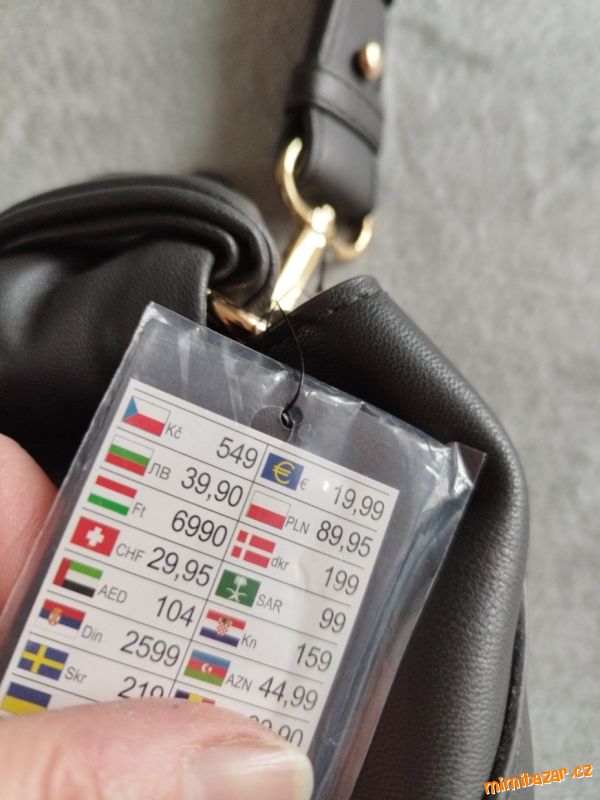 Kč 549 € 19,99
ЛВ 39,90 PLN 89,95
Ft 6990 dkr 199
CHF 29,95 SAR 99
AED 104 Kn 159
Din 2599 AZN 44,99
Skr
mimibazar.cz